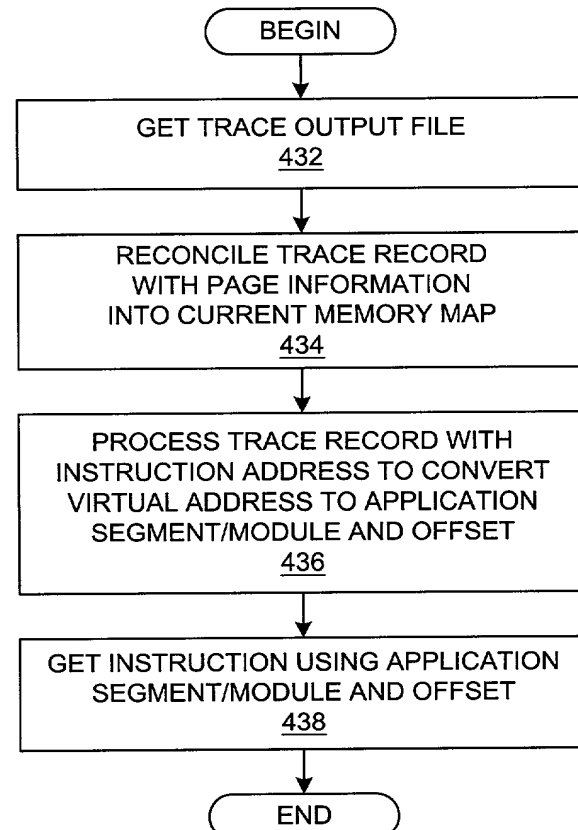 BEGIN
GET TRACE OUTPUT FILE
432
RECONCILE TRACE RECORD
WITH PAGE INFORMATION
INTO CURRENT MEMORY MAP
434
PROCESS TRACE RECORD WITH
INSTRUCTION ADDRESS TO CONVERT
VIRTUAL ADDRESS TO APPLICATION
SEGMENT/MODULE AND OFFSET
436
GET INSTRUCTION USING APPLICATION
SEGMENT/MODULE AND OFFSET
438
END